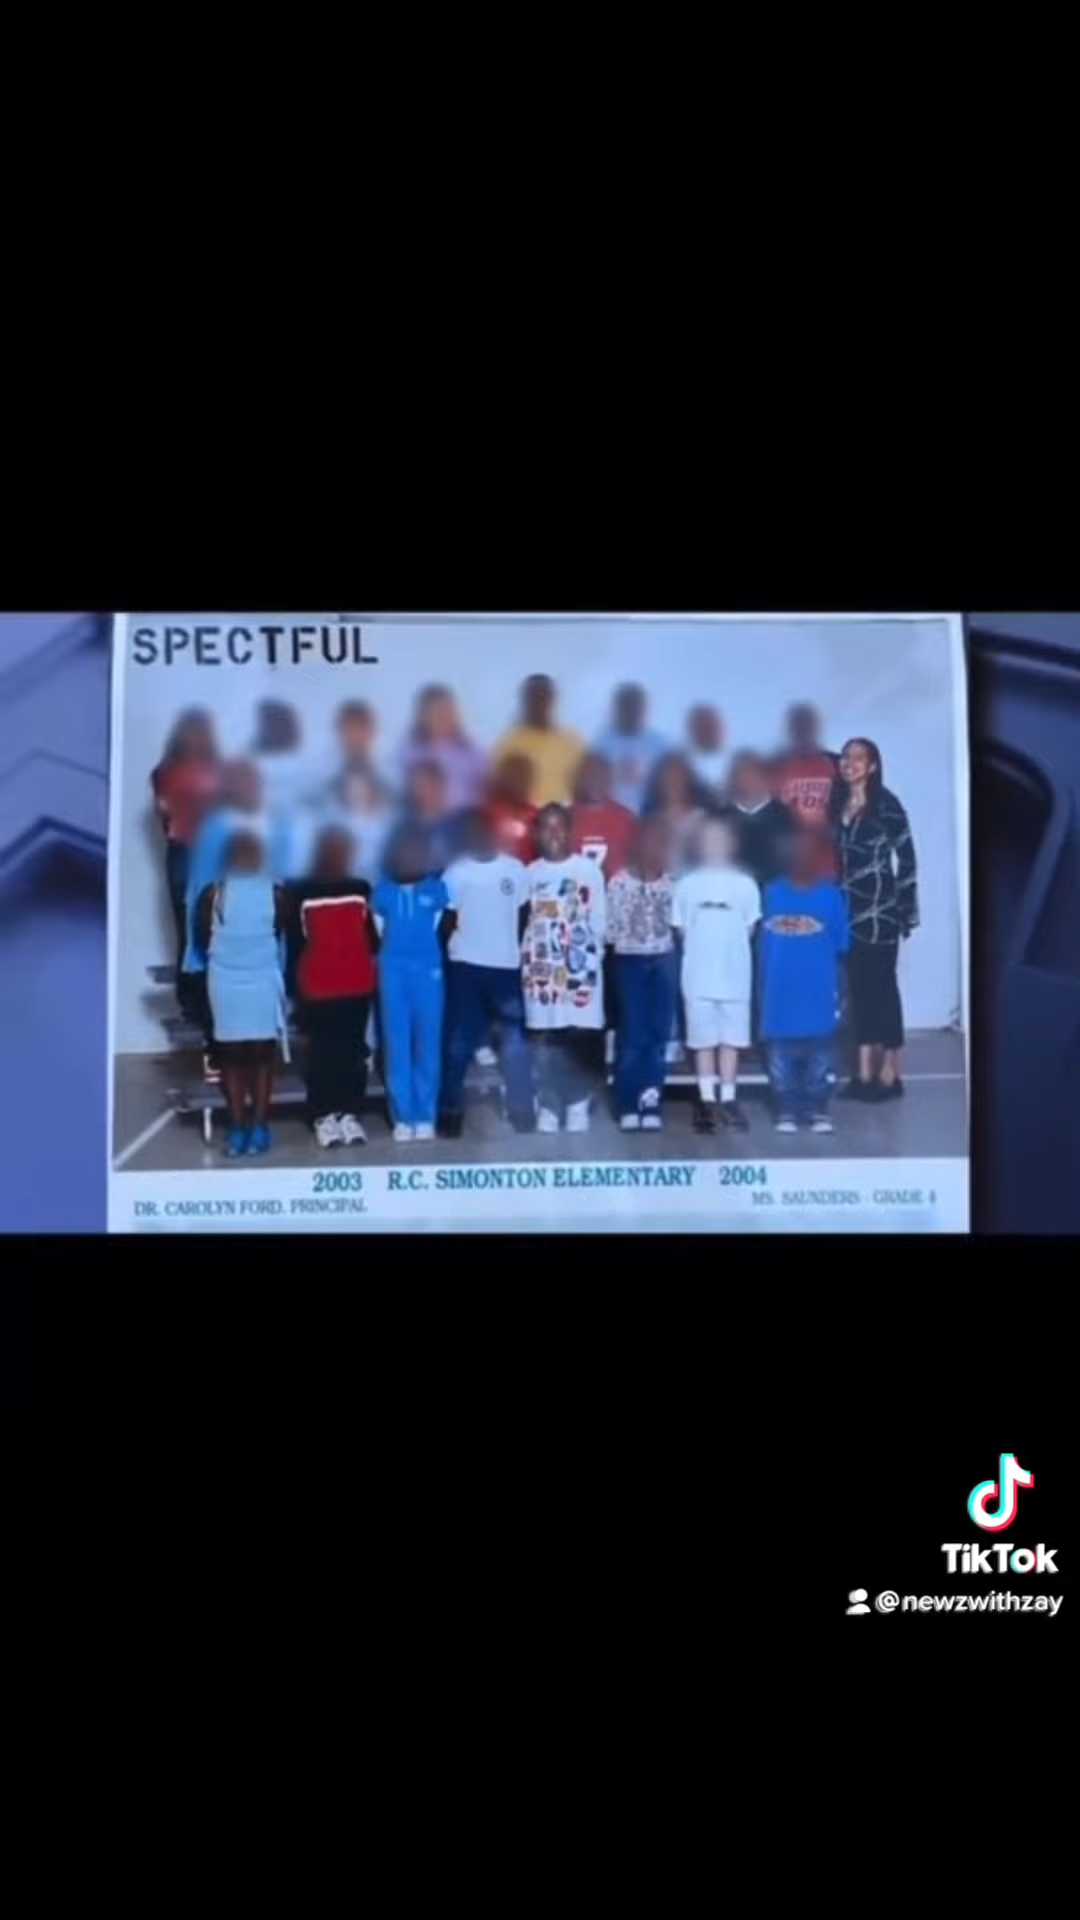 SPECTFUL
2003 R.C. SIMONTON ELEMENTARY 2004
DR. CAROLYN FORD, PRINCIPAL
MS. SAUNDERS - GRADE 4
TikTok
@newzwithzay